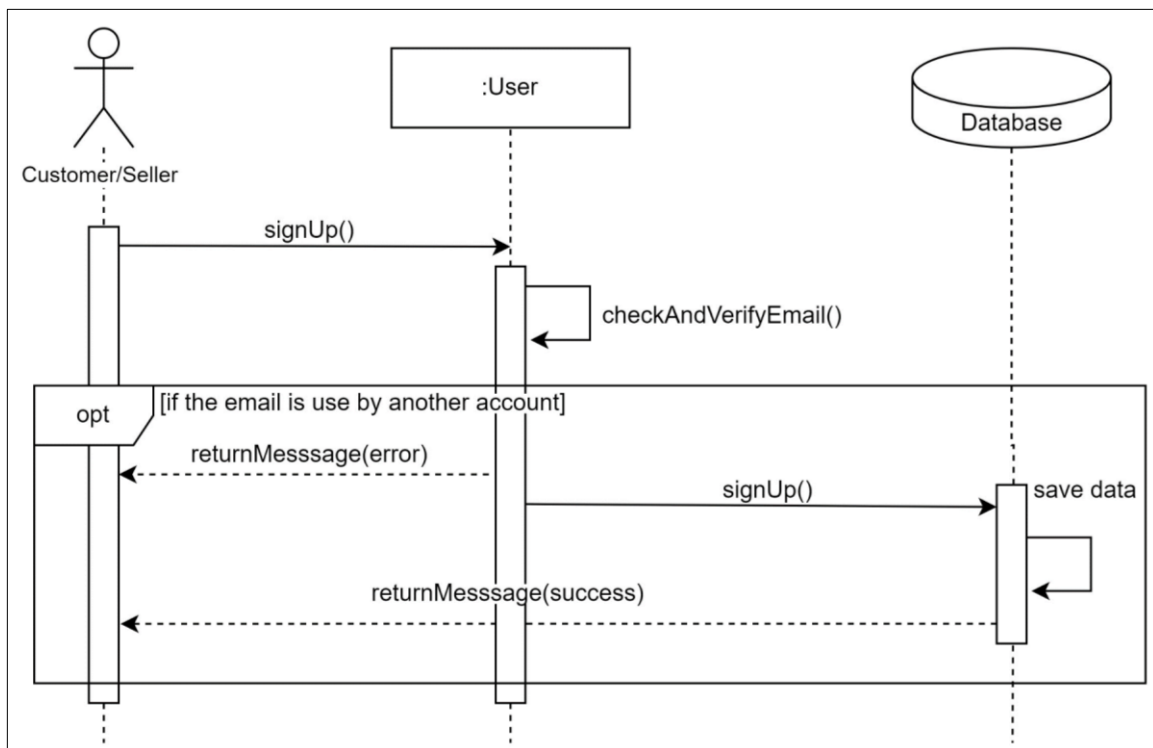 :User
Database
Customer/Seller
signUp()
checkAndVerifyEmail()
opt
[if the email is use by another account]
returnMesssage(error)
signUp()
save data
returnMesssage(success)